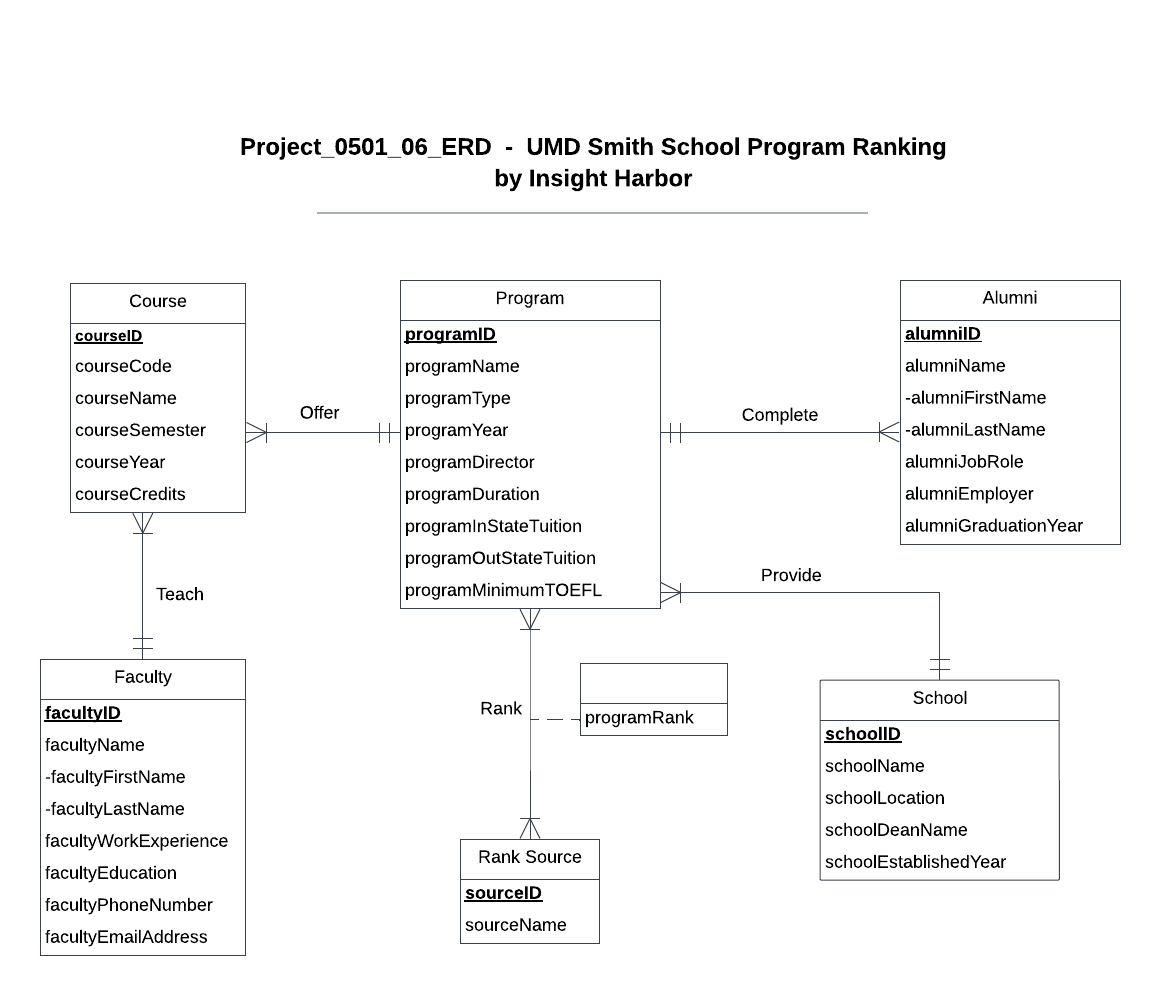 Project_0501_06_ERD - UMD Smith School Program Ranking
by Insight Harbor
Course
courseID
courseCode
courseName
courseSemester
courseYear
courseCredits
Offer
Program
programID
programName
programType
programYear
programDirector
programDuration
programInStateTuition
programOutStateTuition
programMinimumTOEFL
Complete
Alumni
alumniID
alumniName
-alumniFirstName
-alumniLastName
alumniJobRole
alumniEmployer
alumniGraduationYear
Teach
Provide
Faculty
facultyID
facultyName
-facultyFirstName
-facultyLastName
facultyWorkExperience
facultyEducation
facultyPhoneNumber
facultyEmailAddress
Rank
programRank
Rank Source
sourceID
sourceName
School
schoolID
schoolName
schoolLocation
schoolDeanName
schoolEstablishedYear